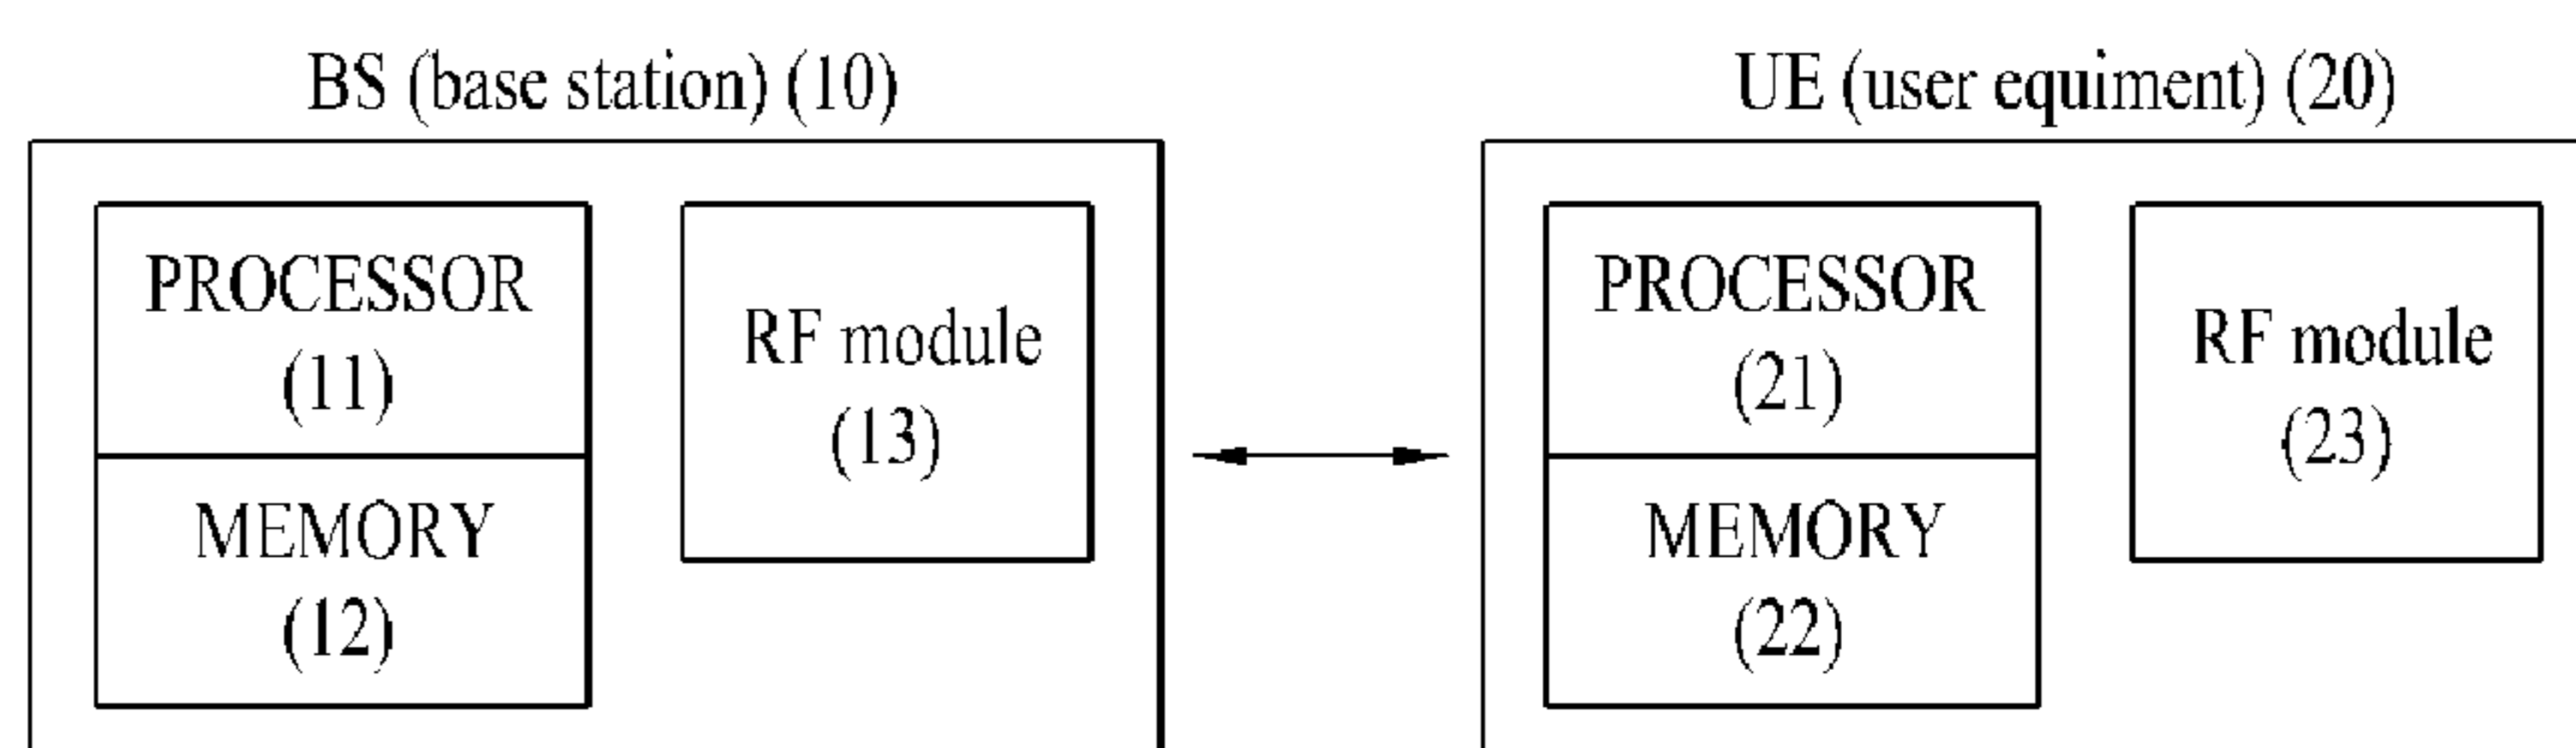 BS (base station) (10)
PROCESSOR
(11)
MEMORY
(12)
RF module
(13)
UE (user equiment) (20)
PROCESSOR
(21)
MEMORY
(22)
RF module
(23)